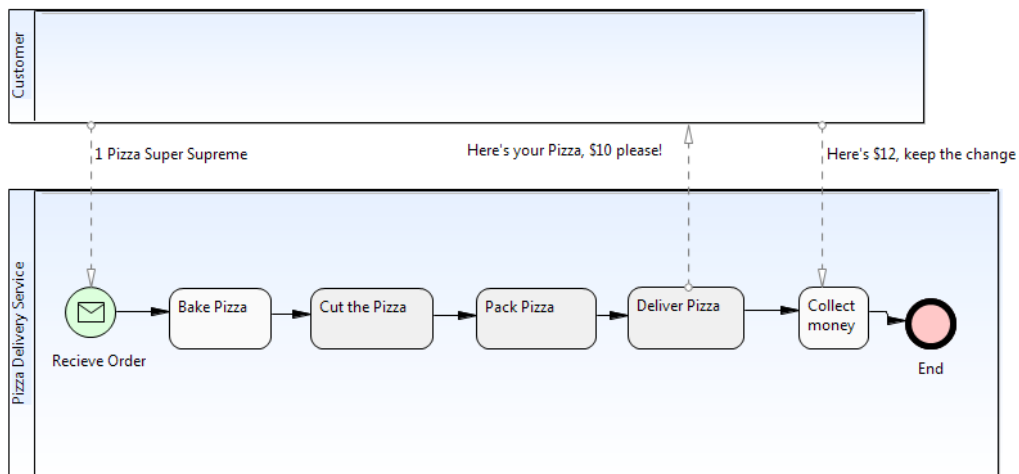 Customer
1 Pizza Super Supreme
Here's your Pizza, $10 please!
Here's $12, keep the change
Pizza Delivery Service
Recieve Order
Bake Pizza
Cut the Pizza
Pack Pizza
Deliver Pizza
Collect
money
End